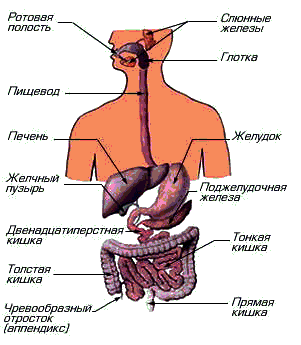 Ротовая
полость
Слюнные
железы
Глотка
Пищевод
Печень
Желудок
Желчный
пузырь
Поджелудочная
железа
Двенадцатиперстная
кишка
Тонкая
кишка
Толстая
кишка
Чревообразный
отросток
(аппендикс)
Прямая
кишка